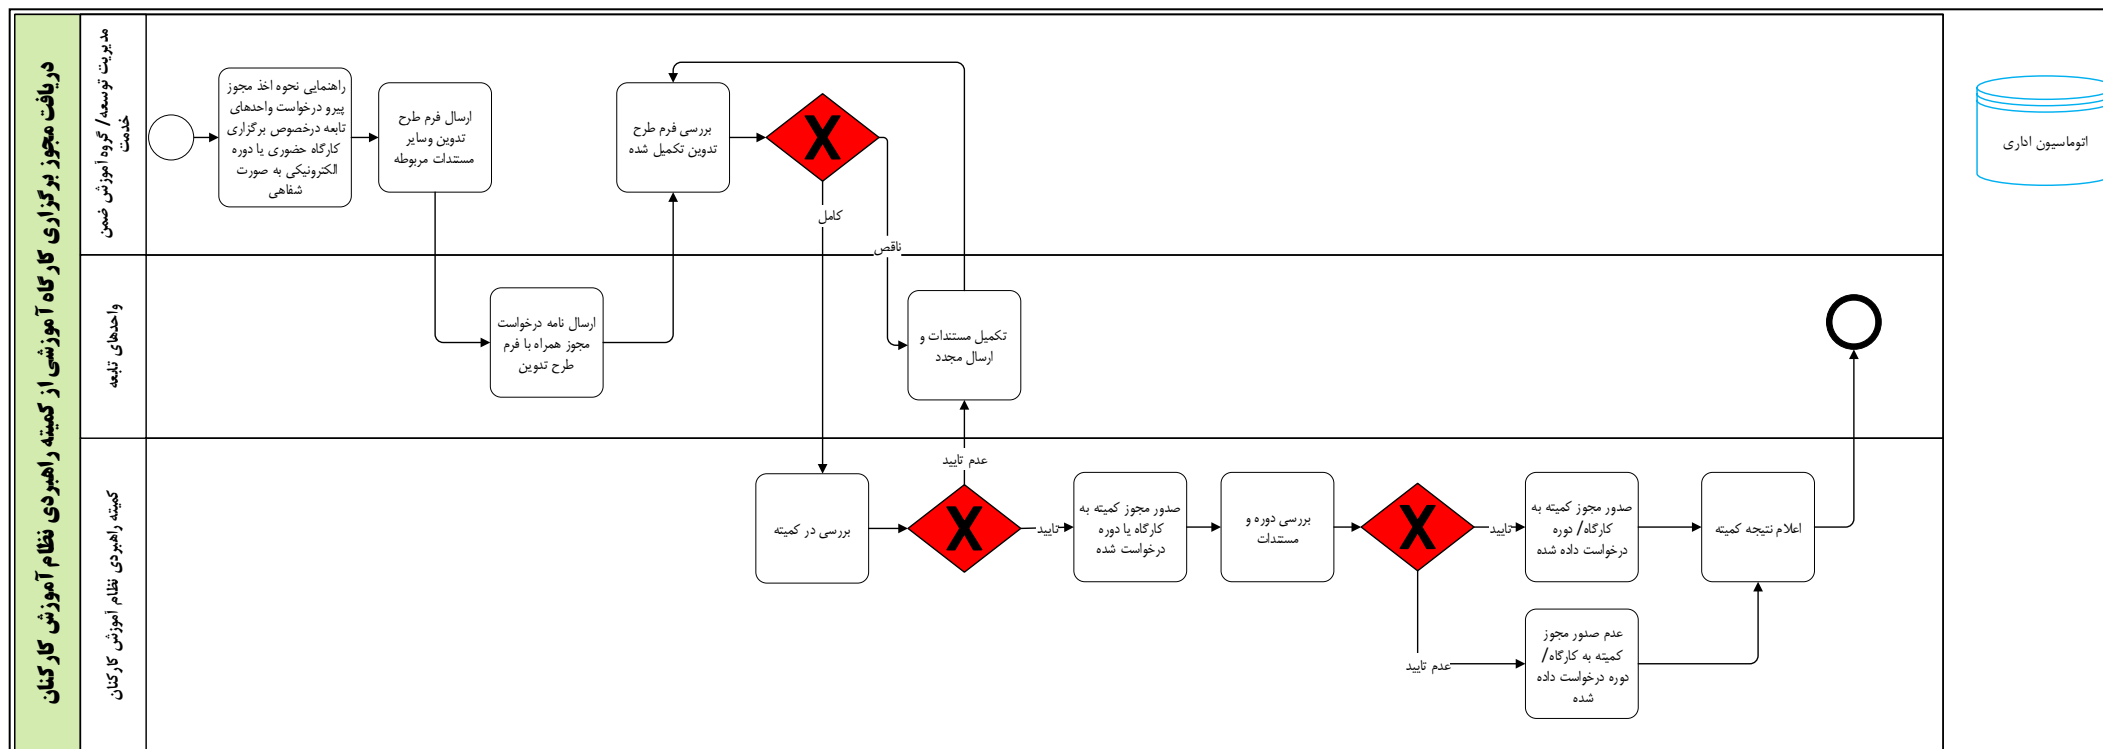 دریافت مجوز برگزاری کارگاه آموزشی از کمیته راهبردی نظام آموزش کارکنان
مدیریت توسعه/ گروه آموزش ضمن
خدمت
راهنمایی نحوه اخذ مجوز
پیرو درخواست واحدهای
تابعه درخصوص برگزاری
کارگاه حضوری یا دوره
الکترونیکی به صورت
شفاهی
ارسال فرم طرح
تدوین وسایر
مستندات مربوطه
بررسی فرم طرح
تدوین تکمیل شده
X
کامل
ناقص
اتوماسیون اداری
واحدهای تابعه
ارسال نامه درخواست
مجوز همراه با فرم
طرح تدوین
تکمیل مستندات و
ارسال مجدد
کمیته راهبردی نظام آموزش کارکنان
بررسی در کمیته
عدم تایید
X
تایید
صدور مجوز کمیته به
کارگاه یا دوره
درخواست شده
بررسی دوره و
مستندات
X
تایید
صدور مجوز کمیته به
کارگاه/ دوره
درخواست داده شده
اعلام نتیجه کمیته
عدم تایید
عدم صدور مجوز
کمیته به کارگاه/
دوره درخواست داده
شده